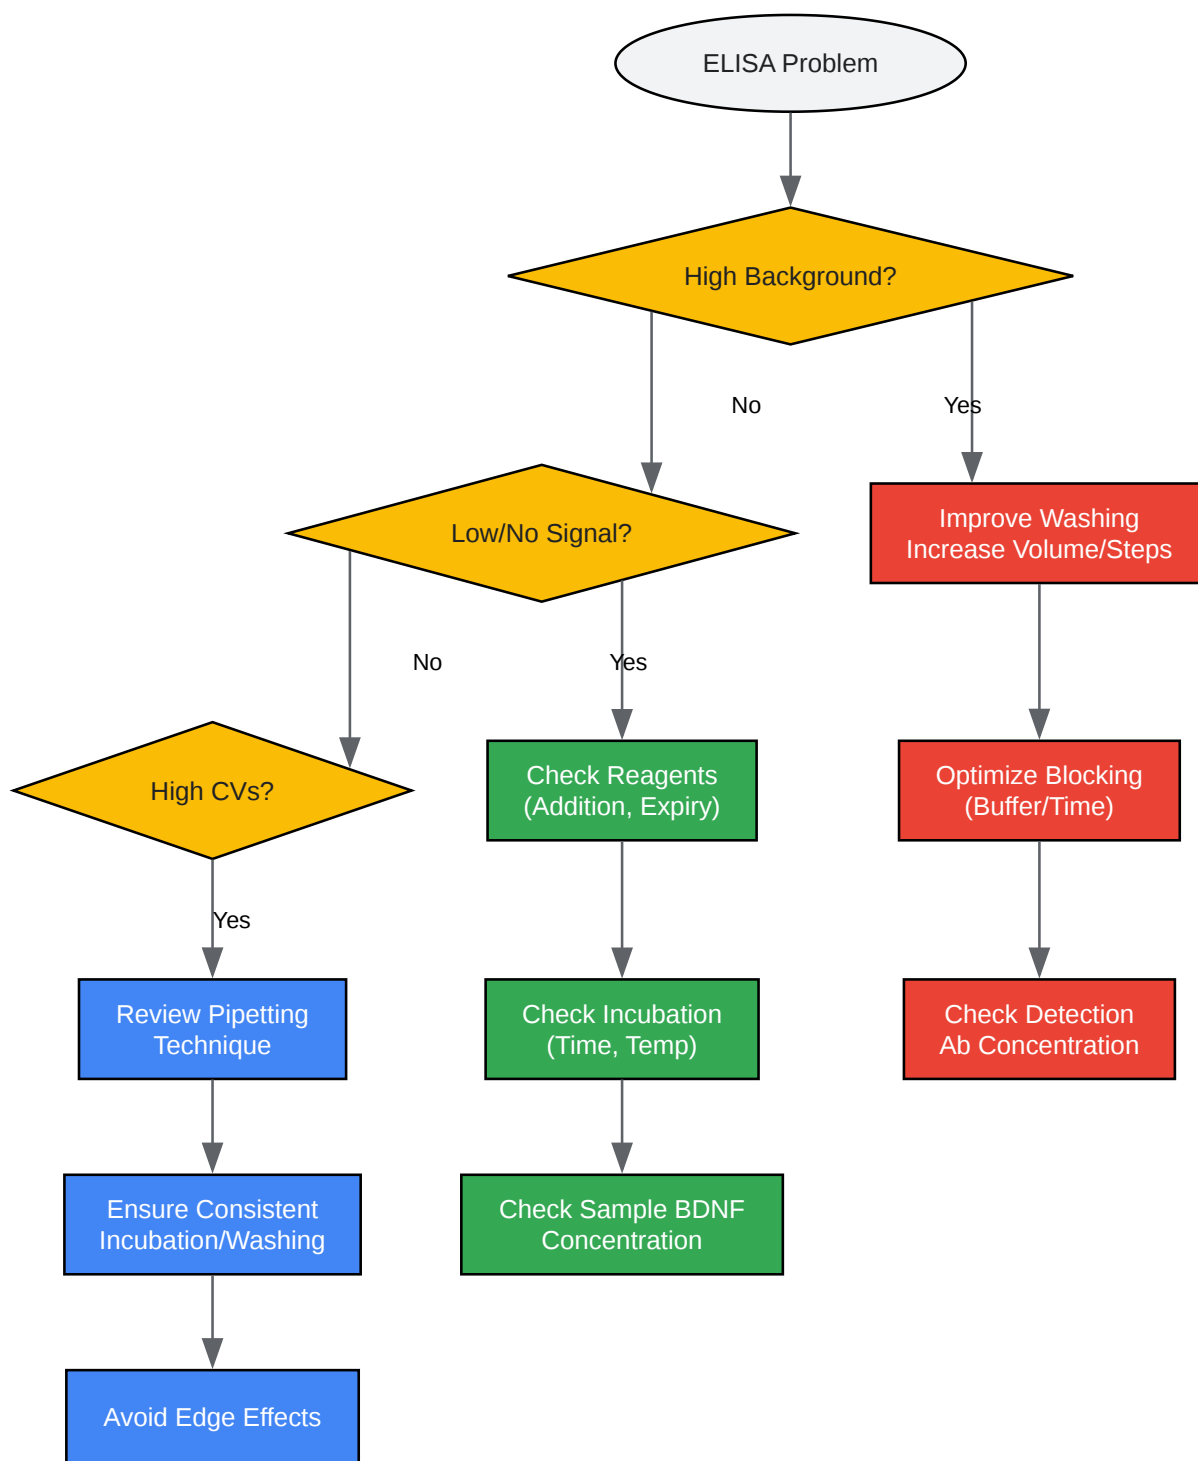 ELISA Problem
High Background?
No
Yes
Low/No Signal?
Improve Washing
Increase Volume/Steps
No
Yes
High CVs?
Check Reagents
(Addition, Expiry)
Optimize Blocking
(Buffer/Time)
Yes
Review Pipetting
Technique
Check Incubation
(Time, Temp)
Check Detection
Ab Concentration
Ensure Consistent
Incubation/Washing
Check Sample BDNF
Concentration
Avoid Edge Effects